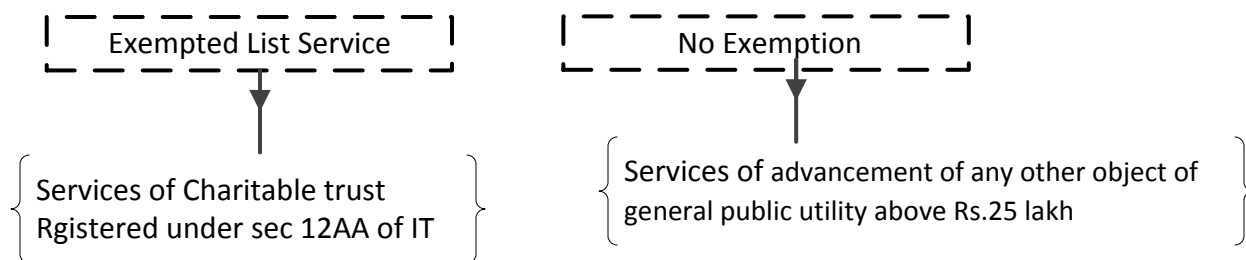 Exempted List Service
No Exemption
Services of Charitable trust
Rgistered under sec 12AA of IT
Services of advancement of any other object of
general public utility above Rs.25 lakh